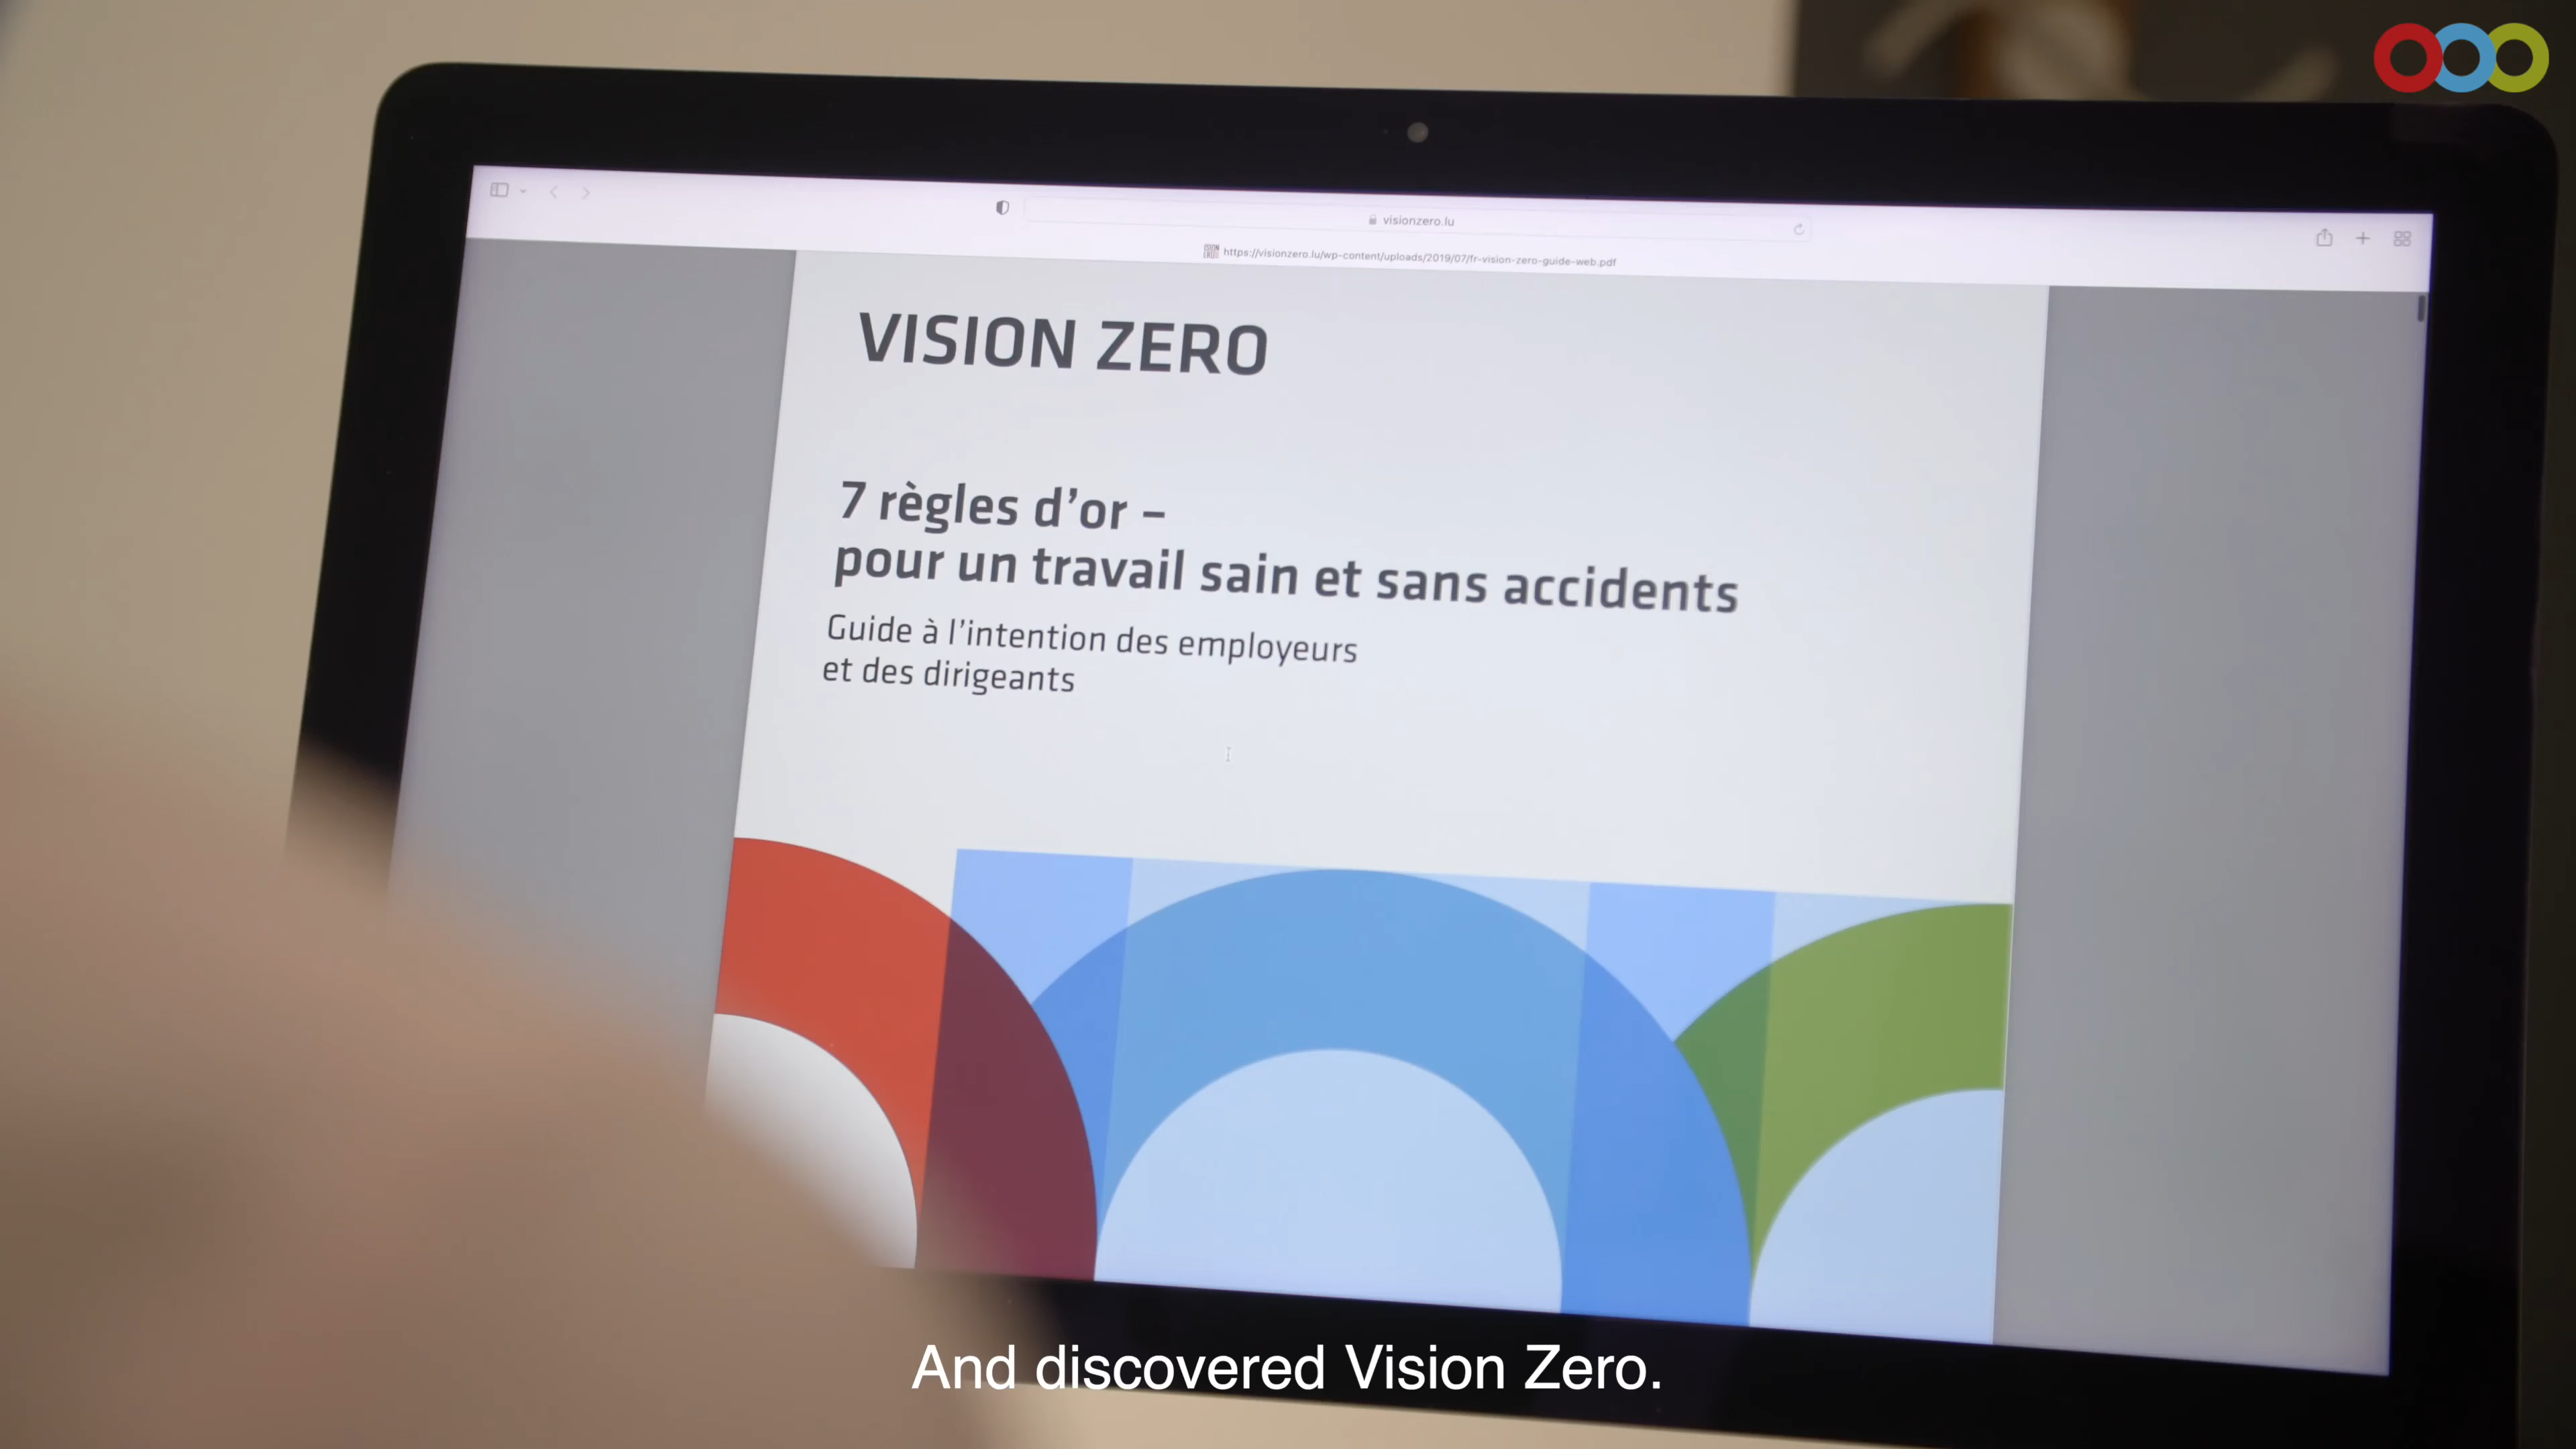 visionzero.lu
https://visionzero.lu/wp-content/uploads/2019/07/fr-vision-zero-guide-web.pdf
VISION ZERO
7 règles d’or –
pour un travail sain et sans accidents
Guide à l’intention des employeurs
et des dirigeants
And discovered Vision Zero.